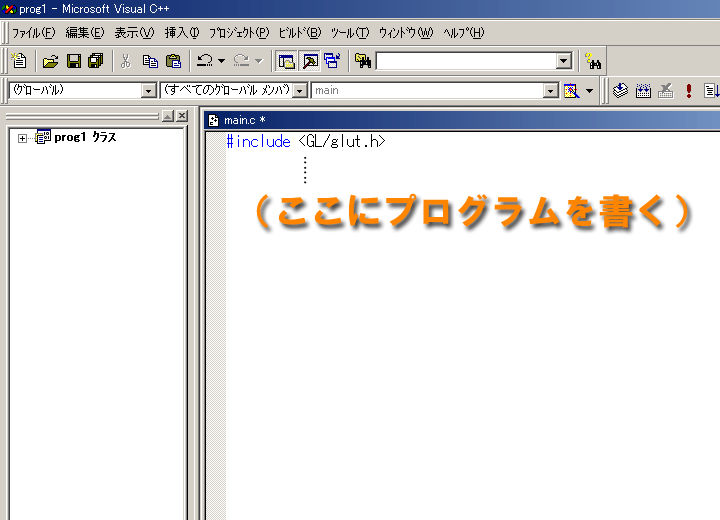 prog1 - Microsoft Visual C++
ファイル(F) 編集(E) 表示(V) 挿入(I) プロジェクト(P) ビルド(B) ツール(T) ウィンドウ(W) ヘルプ(H)
(グローバル) (すべてのグローバル メンバ) main
main.c *
prog1 クラス
#include <GL/glut.h>
（ここにプログラムを書く）